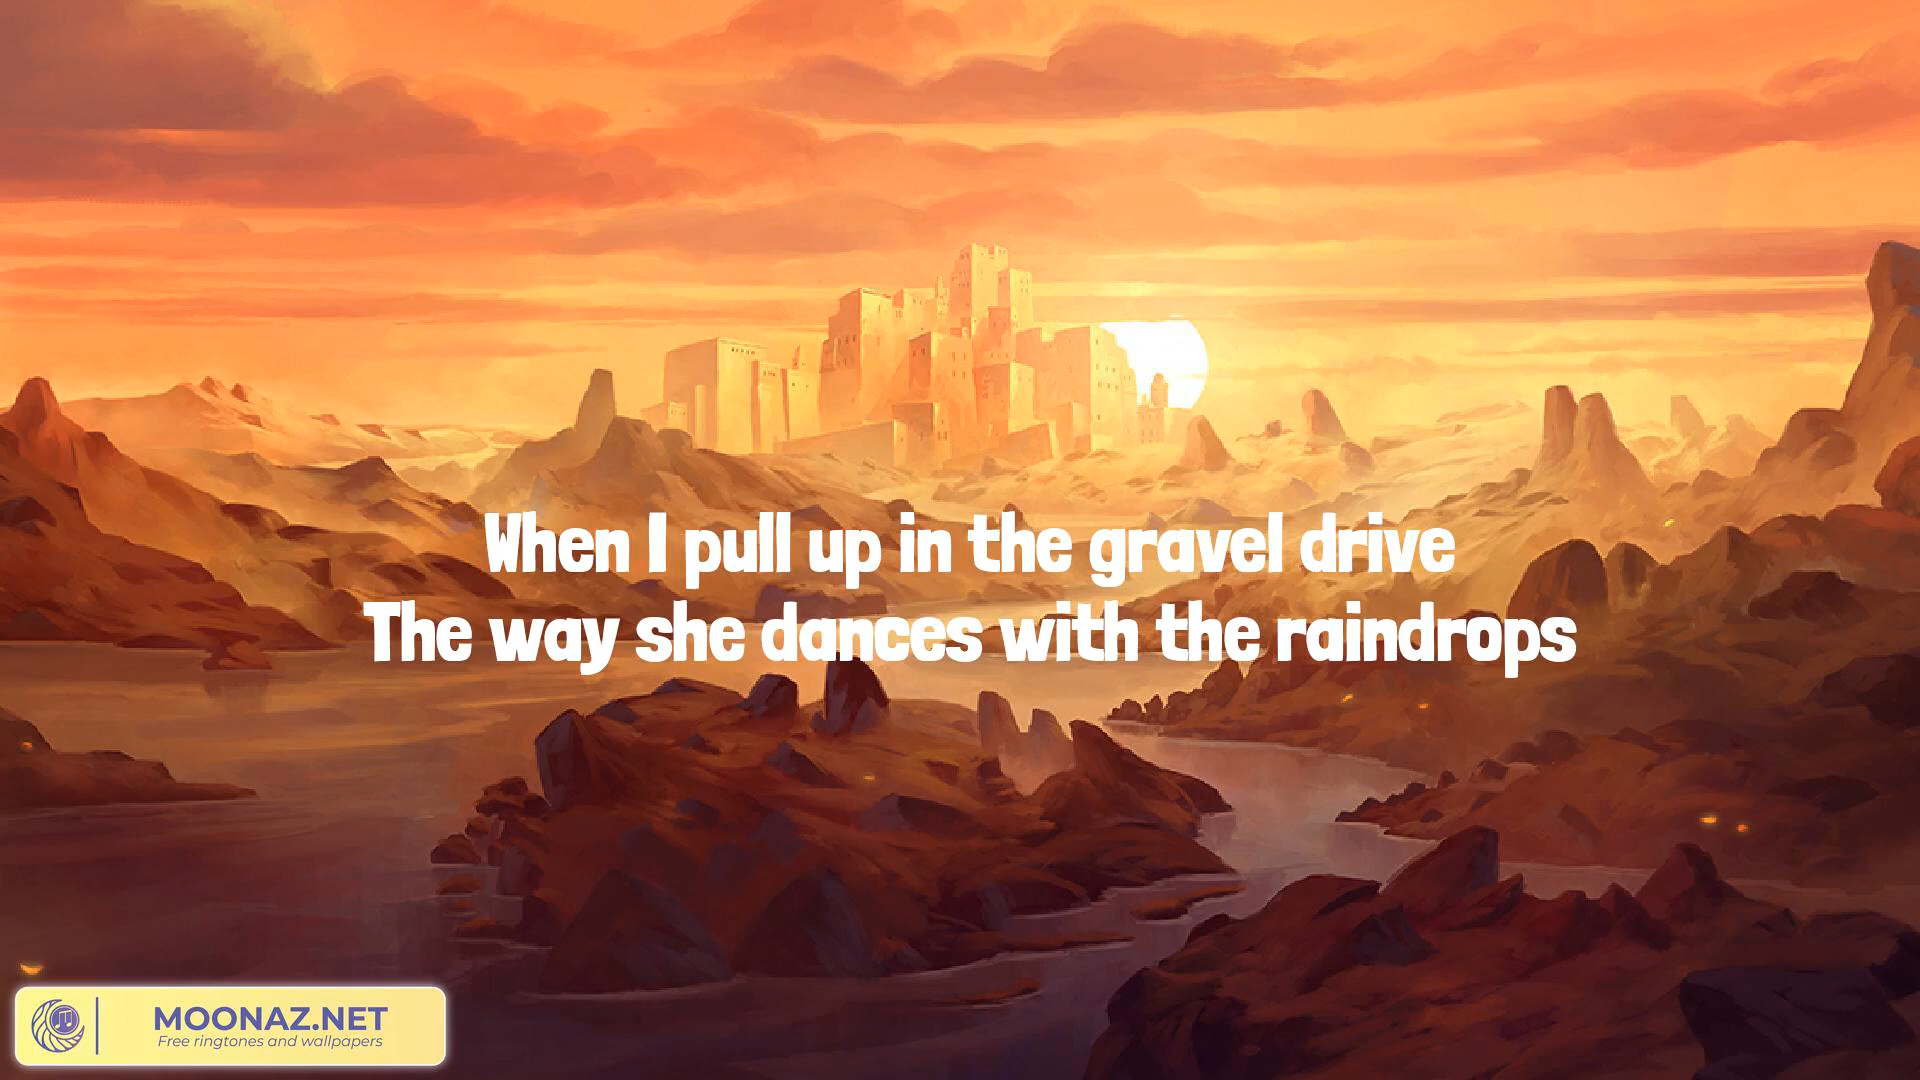 When I pull up in the gravel drive
The way she dances with the raindrops
MOONAZ.NET
Free ringtones and wallpapers